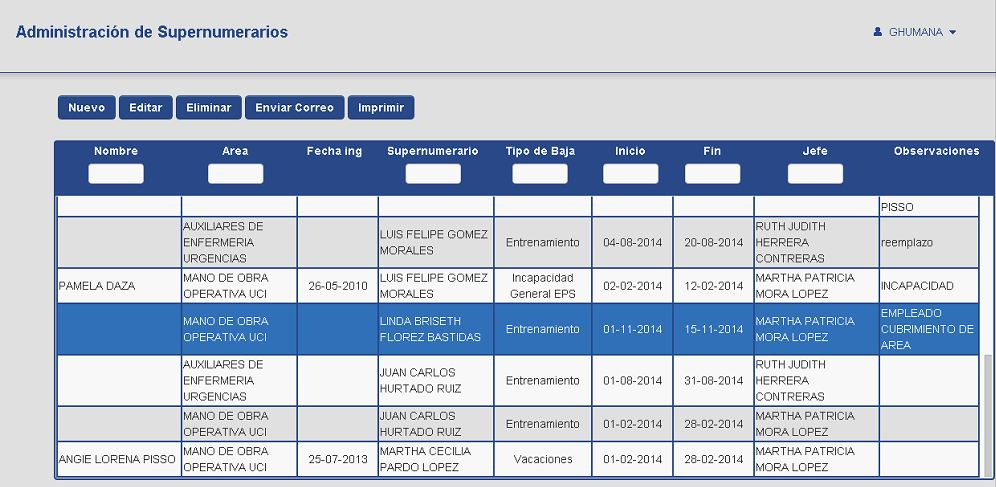 Administración de Supernumerarios
GHUMANA
Nuevo Editar Eliminar Enviar Correo Imprimir
Nombre Area Fecha ing Supernumerario Tipo de Baja Inicio Fin Jefe Observaciones
PISSO
AUXILIARES DE
ENFERMERIA
URGENCIAS
LUIS FELIPE GOMEZ
MORALES
Entrenamiento
04-08-2014
20-08-2014
RUTH JUDITH
HERRERA
CONTRERAS
reemplazo
PAMELA DAZA
MANO DE OBRA
OPERATIVA UCI
26-05-2010
LUIS FELIPE GOMEZ
MORALES
Incapacidad
General EPS
02-02-2014
12-02-2014
MARTHA PATRICIA
MORA LOPEZ
INCAPACIDAD
MANO DE OBRA
OPERATIVA UCI
LINDA BRISETH
FLOREZ BASTIDAS
Entrenamiento
01-11-2014
15-11-2014
MARTHA PATRICIA
MORA LOPEZ
EMPLEADO
CUBRIMIENTO DE
AREA
AUXILIARES DE
ENFERMERIA
URGENCIAS
JUAN CARLOS
HURTADO RUIZ
Entrenamiento
01-08-2014
31-08-2014
RUTH JUDITH
HERRERA
CONTRERAS
MANO DE OBRA
OPERATIVA UCI
JUAN CARLOS
HURTADO RUIZ
Entrenamiento
01-02-2014
28-02-2014
MARTHA PATRICIA
MORA LOPEZ
ANGIE LORENA PISSO
MANO DE OBRA
OPERATIVA UCI
25-07-2013
MARTHA CECILIA
PARDO LOPEZ
Vacaciones
01-02-2014
28-02-2014
MARTHA PATRICIA
MORA LOPEZ